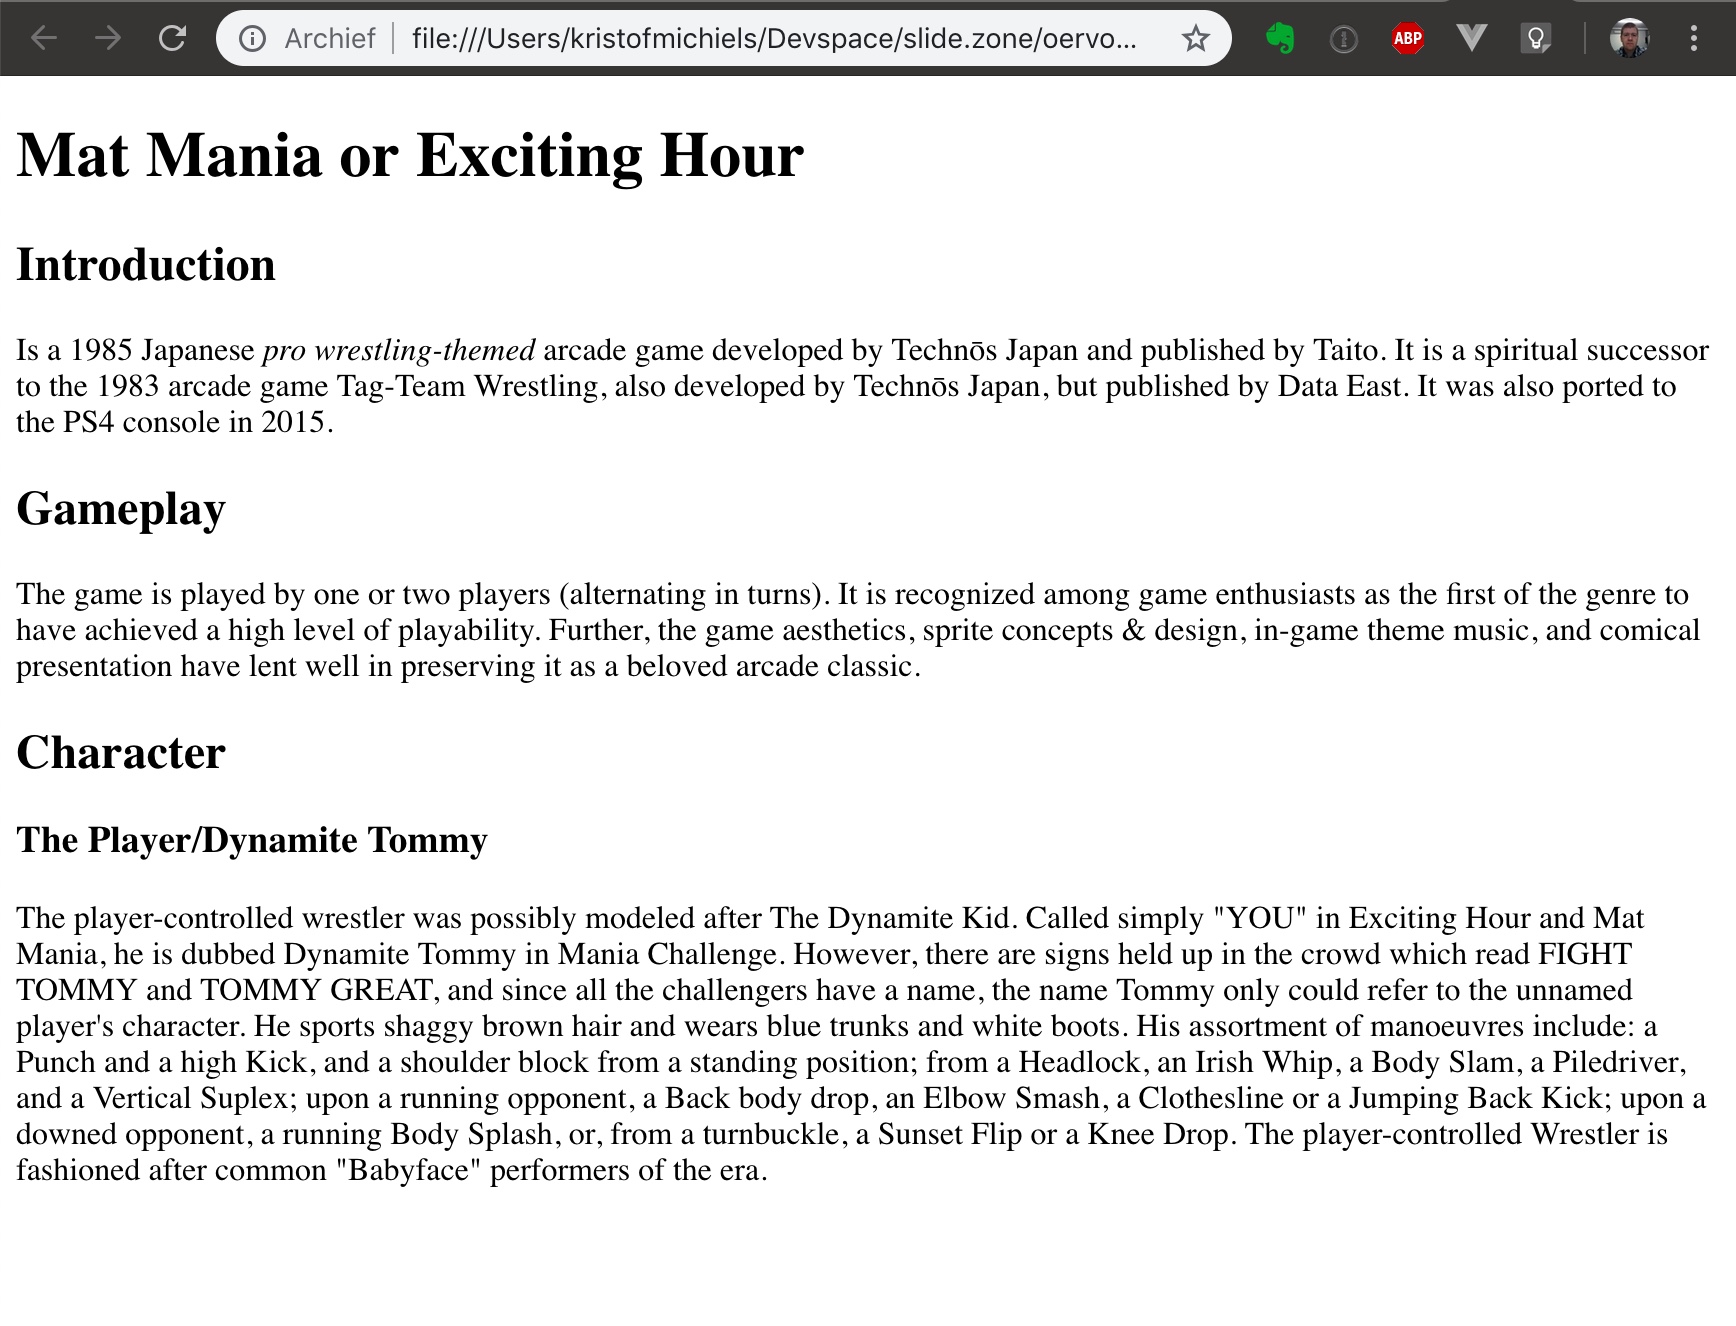 Archief | file:///Users/kristofmichiels/Devspace/slide.zone/oervo...
ABP
Mat Mania or Exciting Hour
Introduction
Is a 1985 Japanese pro wrestling-themed arcade game developed by Technōs Japan and published by Taito. It is a spiritual successor
to the 1983 arcade game Tag-Team Wrestling, also developed by Technōs Japan, but published by Data East. It was also ported to
the PS4 console in 2015.
Gameplay
The game is played by one or two players (alternating in turns). It is recognized among game enthusiasts as the first of the genre to
have achieved a high level of playability. Further, the game aesthetics, sprite concepts & design, in-game theme music, and comical
presentation have lent well in preserving it as a beloved arcade classic.
Character
The Player/Dynamite Tommy
The player-controlled wrestler was possibly modeled after The Dynamite Kid. Called simply "YOU" in Exciting Hour and Mat
Mania, he is dubbed Dynamite Tommy in Mania Challenge. However, there are signs held up in the crowd which read FIGHT
TOMMY and TOMMY GREAT, and since all the challengers have a name, the name Tommy only could refer to the unnamed
player's character. He sports shaggy brown hair and wears blue trunks and white boots. His assortment of manoeuvres include: a
Punch and a high Kick, and a shoulder block from a standing position; from a Headlock, an Irish Whip, a Body Slam, a Piledriver,
and a Vertical Suplex; upon a running opponent, a Back body drop, an Elbow Smash, a Clothesline or a Jumping Back Kick; upon a
downed opponent, a running Body Splash, or, from a turnbuckle, a Sunset Flip or a Knee Drop. The player-controlled Wrestler is
fashioned after common "Babyface" performers of the era.